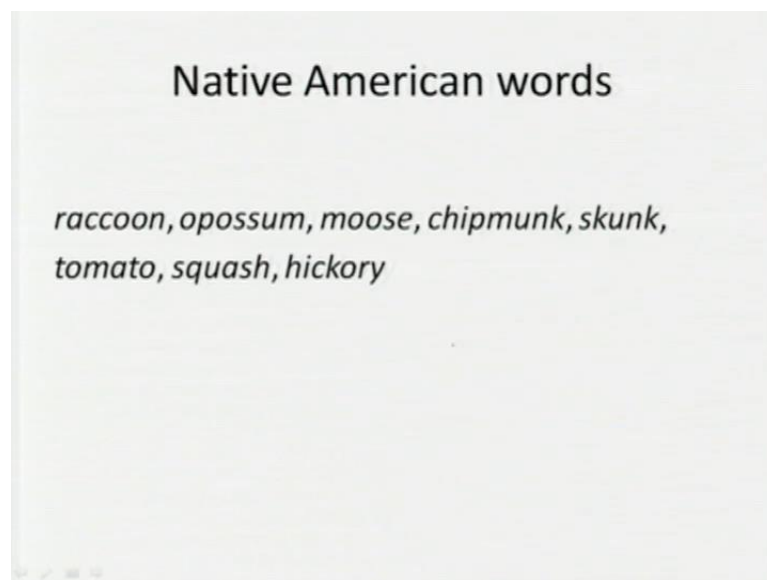 Native American words
raccoon, opossum, moose, chipmunk, skunk,
tomato, squash, hickory